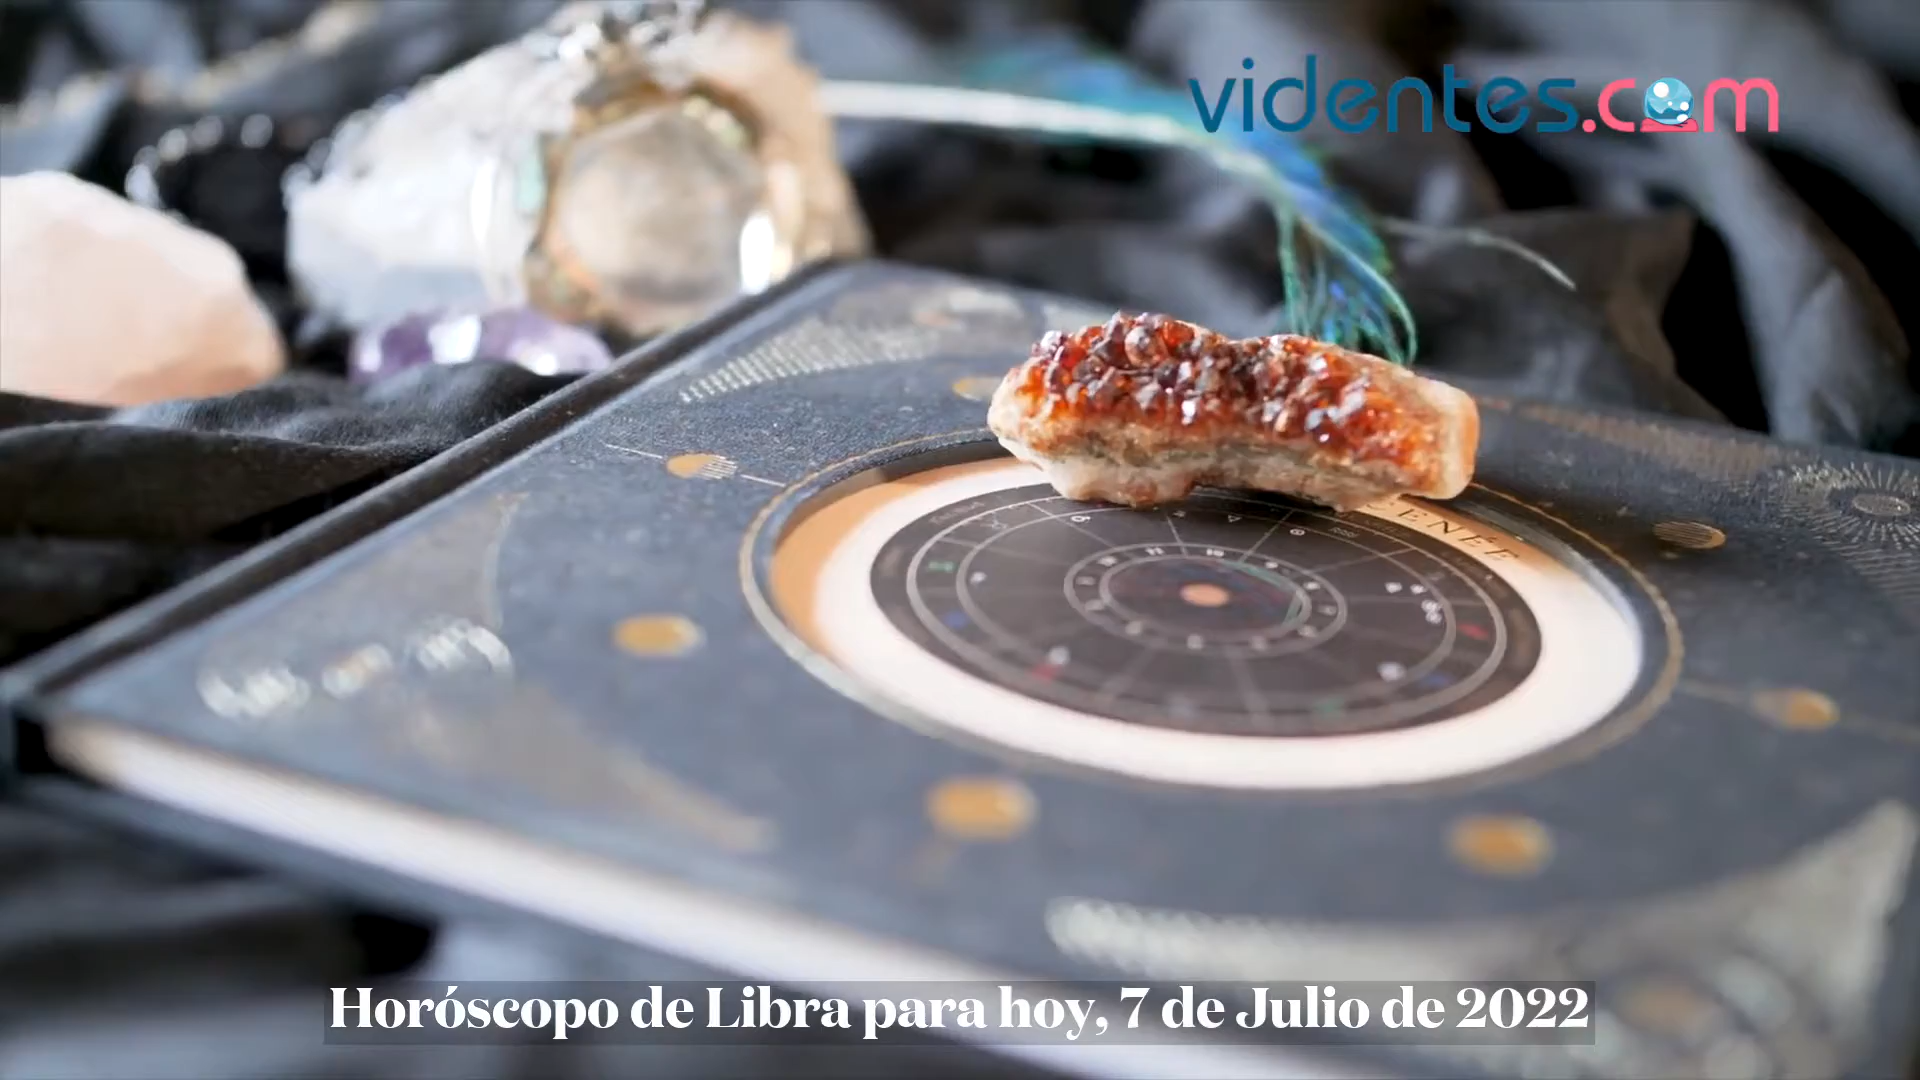 videntes.com
Horóscopo de Libra para hoy, 7 de Julio de 2022